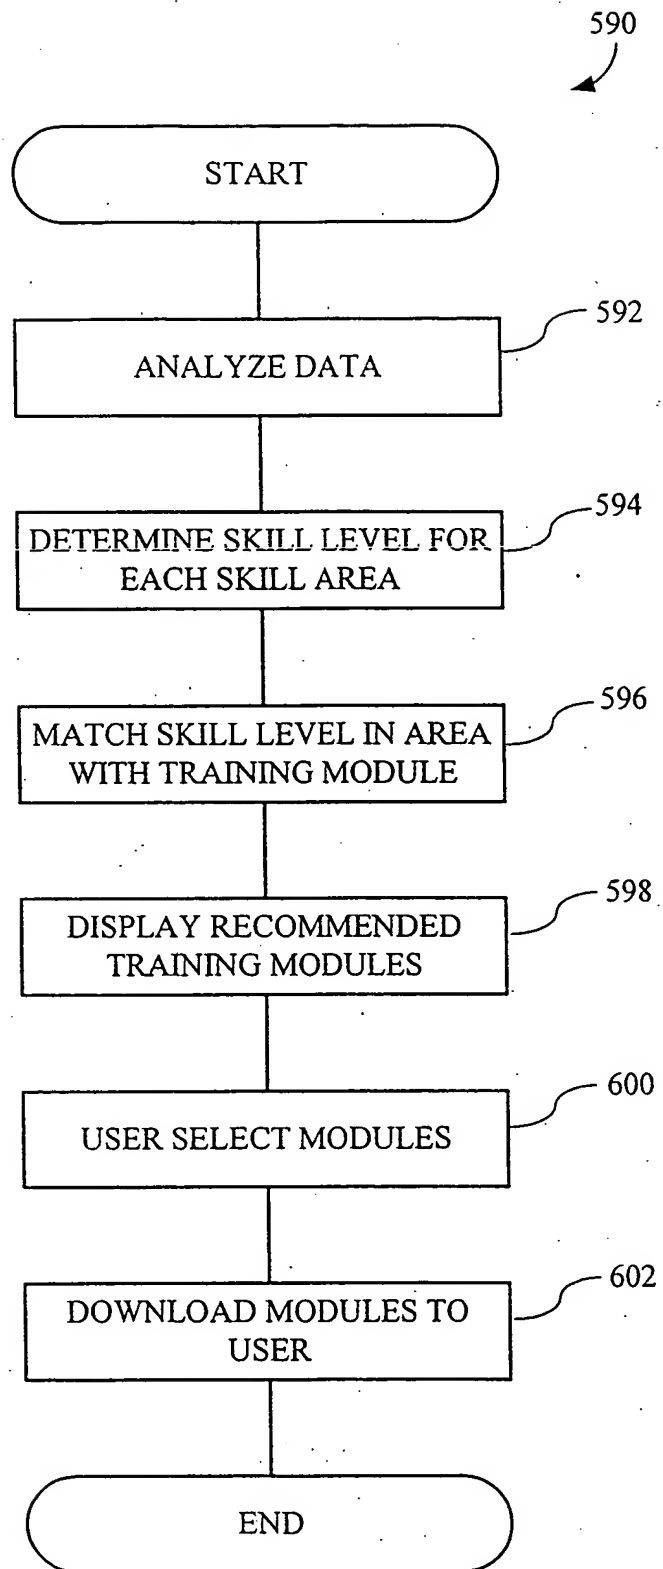 590
START
592
ANALYZE DATA
594
DETERMINE SKILL LEVEL FOR
EACH SKILL AREA
596
MATCH SKILL LEVEL IN AREA
WITH TRAINING MODULE
598
DISPLAY RECOMMENDED
TRAINING MODULES
600
USER SELECT MODULES
602
DOWNLOAD MODULES TO
USER
END